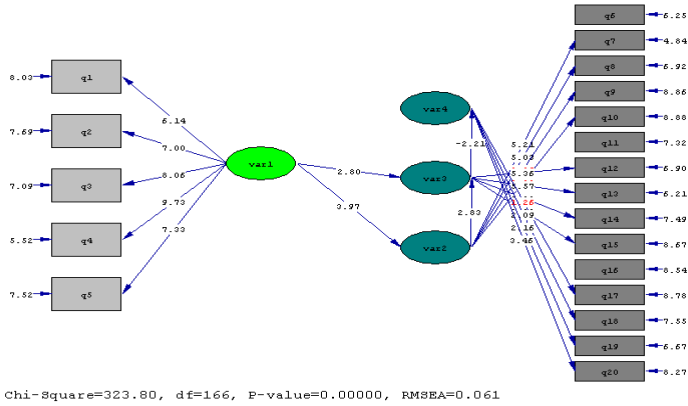 q6
6.25
q7
4.84
8.03
q1
q8
6.92
q9
8.86
var4
q10
8.88
6.14
7.69
q2
7.00
-2.21
5.21
q11
7.32
var1
5.03
8.06
2.80
var3
5.36
q12
6.90
7.09
q3
q13
6.21
9.73
3.97
1.26
2.83
2.09
q14
7.49
7.33
2.16
5.52
q4
var2
3.46
q15
8.67
q16
8.54
7.52
q5
q17
8.78
q18
7.55
q19
6.67
q20
8.27
Chi-Square=323.80, df=166, P-value=0.00000, RMSEA=0.061